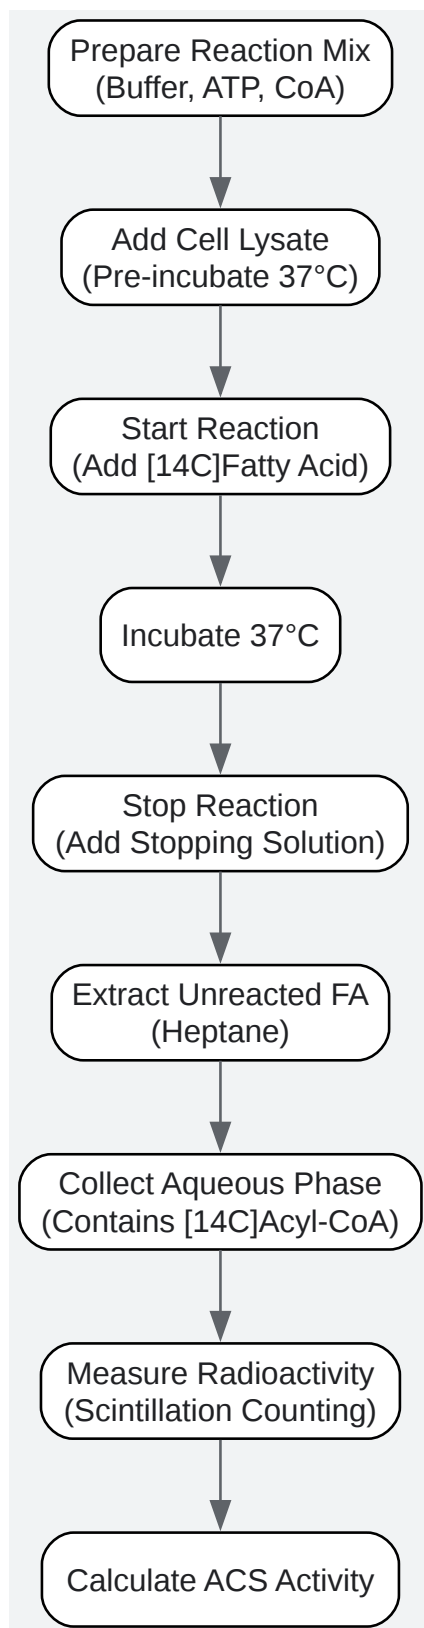 Prepare Reaction Mix
(Buffer, ATP, CoA)
Add Cell Lysate
(Pre-incubate 37°C)
Start Reaction
(Add [14C]Fatty Acid)
Incubate 37°C
Stop Reaction
(Add Stopping Solution)
Extract Unreacted FA
(Heptane)
Collect Aqueous Phase
(Contains [14C]Acyl-CoA)
Measure Radioactivity
(Scintillation Counting)
Calculate ACS Activity